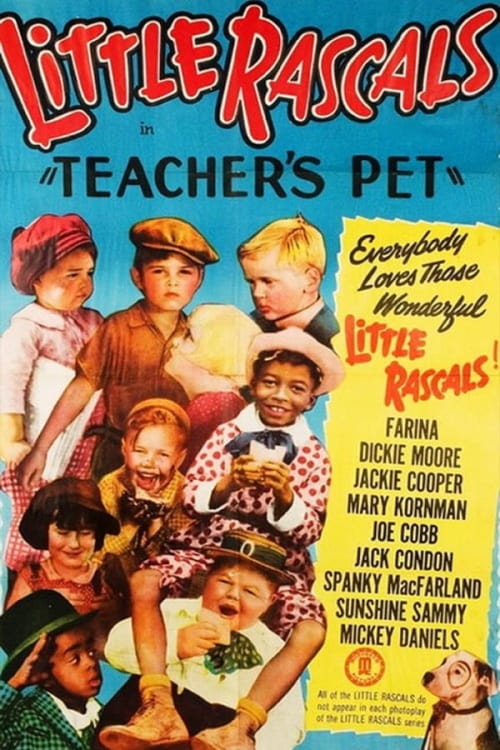 LITTLE RASCALS
in
"TEACHER'S PET"
Everybody
Loves Those
Wonderful
LITTLE
RASCALS!
FARINA
DICKIE MOORE
JACKIE COOPER
MARY KORNMAN
JOE COBB
JACK CONDON
SPANKY MacFARLAND
SUNSHINE SAMMY
MICKEY DANIELS
All of the LITTLE RASCALS do
not appear in each photoplay
of the LITTLE RASCALS series